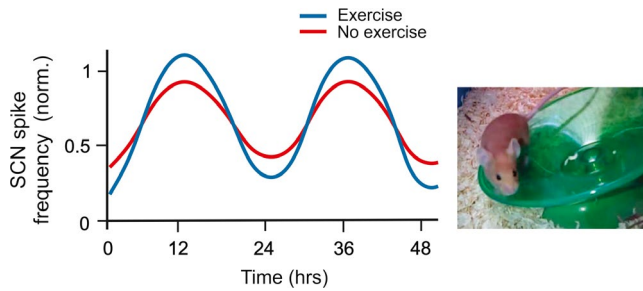 Exercise
No exercise
SCN spike
frequency (norm.)
1
0.5
0
0 12 24 36 48
Time (hrs)